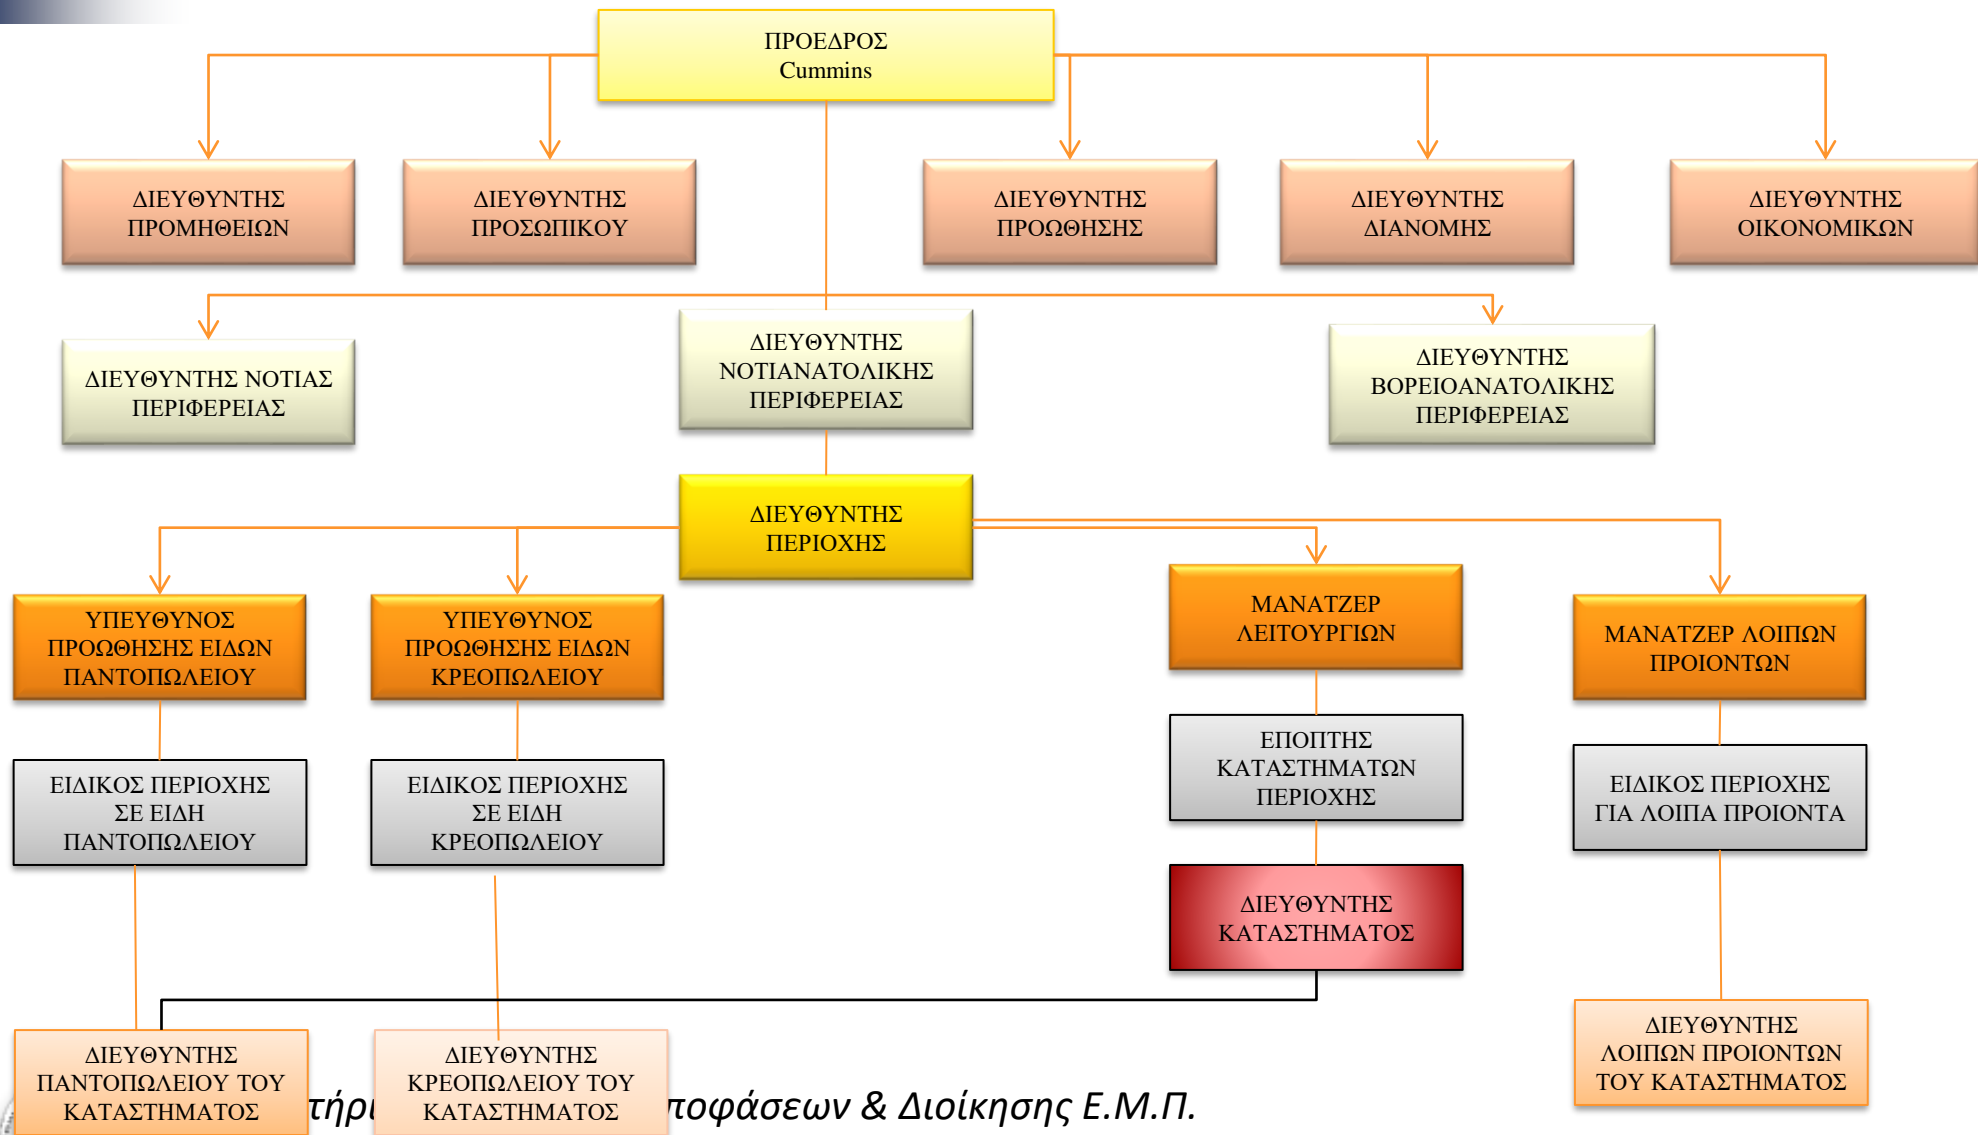 ΠΡΟΕΔΡΟΣ
Cummins
ΔΙΕΥΘΥΝΤΗΣ
ΠΡΟΜΗΘΕΙΩΝ
ΔΙΕΥΘΥΝΤΗΣ
ΠΡΟΣΩΠΙΚΟΥ
ΔΙΕΥΘΥΝΤΗΣ
ΠΡΟΩΘΗΣΗΣ
ΔΙΕΥΘΥΝΤΗΣ
ΔΙΑΝΟΜΗΣ
ΔΙΕΥΘΥΝΤΗΣ
ΟΙΚΟΝΟΜΙΚΩΝ
ΔΙΕΥΘΥΝΤΗΣ ΝΟΤΙΑΣ
ΠΕΡΙΦΕΡΕΙΑΣ
ΔΙΕΥΘΥΝΤΗΣ
ΝΟΤΙΑΝΑΤΟΛΙΚΗΣ
ΠΕΡΙΦΕΡΕΙΑΣ
ΔΙΕΥΘΥΝΤΗΣ
ΒΟΡΕΙΟΑΝΑΤΟΛΙΚΗΣ
ΠΕΡΙΦΕΡΕΙΑΣ
ΔΙΕΥΘΥΝΤΗΣ
ΠΕΡΙΟΧΗΣ
ΥΠΕΥΘΥΝΟΣ
ΠΡΟΩΘΗΣΗΣ ΕΙΔΩΝ
ΠΑΝΤΟΠΩΛΕΙΟΥ
ΥΠΕΥΘΥΝΟΣ
ΠΡΟΩΘΗΣΗΣ ΕΙΔΩΝ
ΚΡΕΟΠΩΛΕΙΟΥ
ΜΑΝΑΤΖΕΡ
ΛΕΙΤΟΥΡΓΙΩΝ
ΜΑΝΑΤΖΕΡ ΛΟΙΠΩΝ
ΠΡΟΙΟΝΤΩΝ
ΕΙΔΙΚΟΣ ΠΕΡΙΟΧΗΣ
ΣΕ ΕΙΔΗ
ΠΑΝΤΟΠΩΛΕΙΟΥ
ΕΙΔΙΚΟΣ ΠΕΡΙΟΧΗΣ
ΣΕ ΕΙΔΗ
ΚΡΕΟΠΩΛΕΙΟΥ
ΕΠΟΠΤΗΣ
ΚΑΤΑΣΤΗΜΑΤΩΝ
ΠΕΡΙΟΧΗΣ
ΕΙΔΙΚΟΣ ΠΕΡΙΟΧΗΣ
ΓΙΑ ΛΟΙΠΑ ΠΡΟΙΟΝΤΑ
ΔΙΕΥΘΥΝΤΗΣ
ΚΑΤΑΣΤΗΜΑΤΟΣ
ΔΙΕΥΘΥΝΤΗΣ
ΠΑΝΤΟΠΩΛΕΙΟΥ ΤΟΥ
ΚΑΤΑΣΤΗΜΑΤΟΣ
ΔΙΕΥΘΥΝΤΗΣ
ΚΡΕΟΠΩΛΕΙΟΥ ΤΟΥ
ΚΑΤΑΣΤΗΜΑΤΟΣ
ΔΙΕΥΘΥΝΤΗΣ
ΛΟΙΠΩΝ ΠΡΟΙΟΝΤΩΝ
ΤΟΥ ΚΑΤΑΣΤΗΜΑΤΟΣ
& Διοίκησης Ε.Μ.Π.